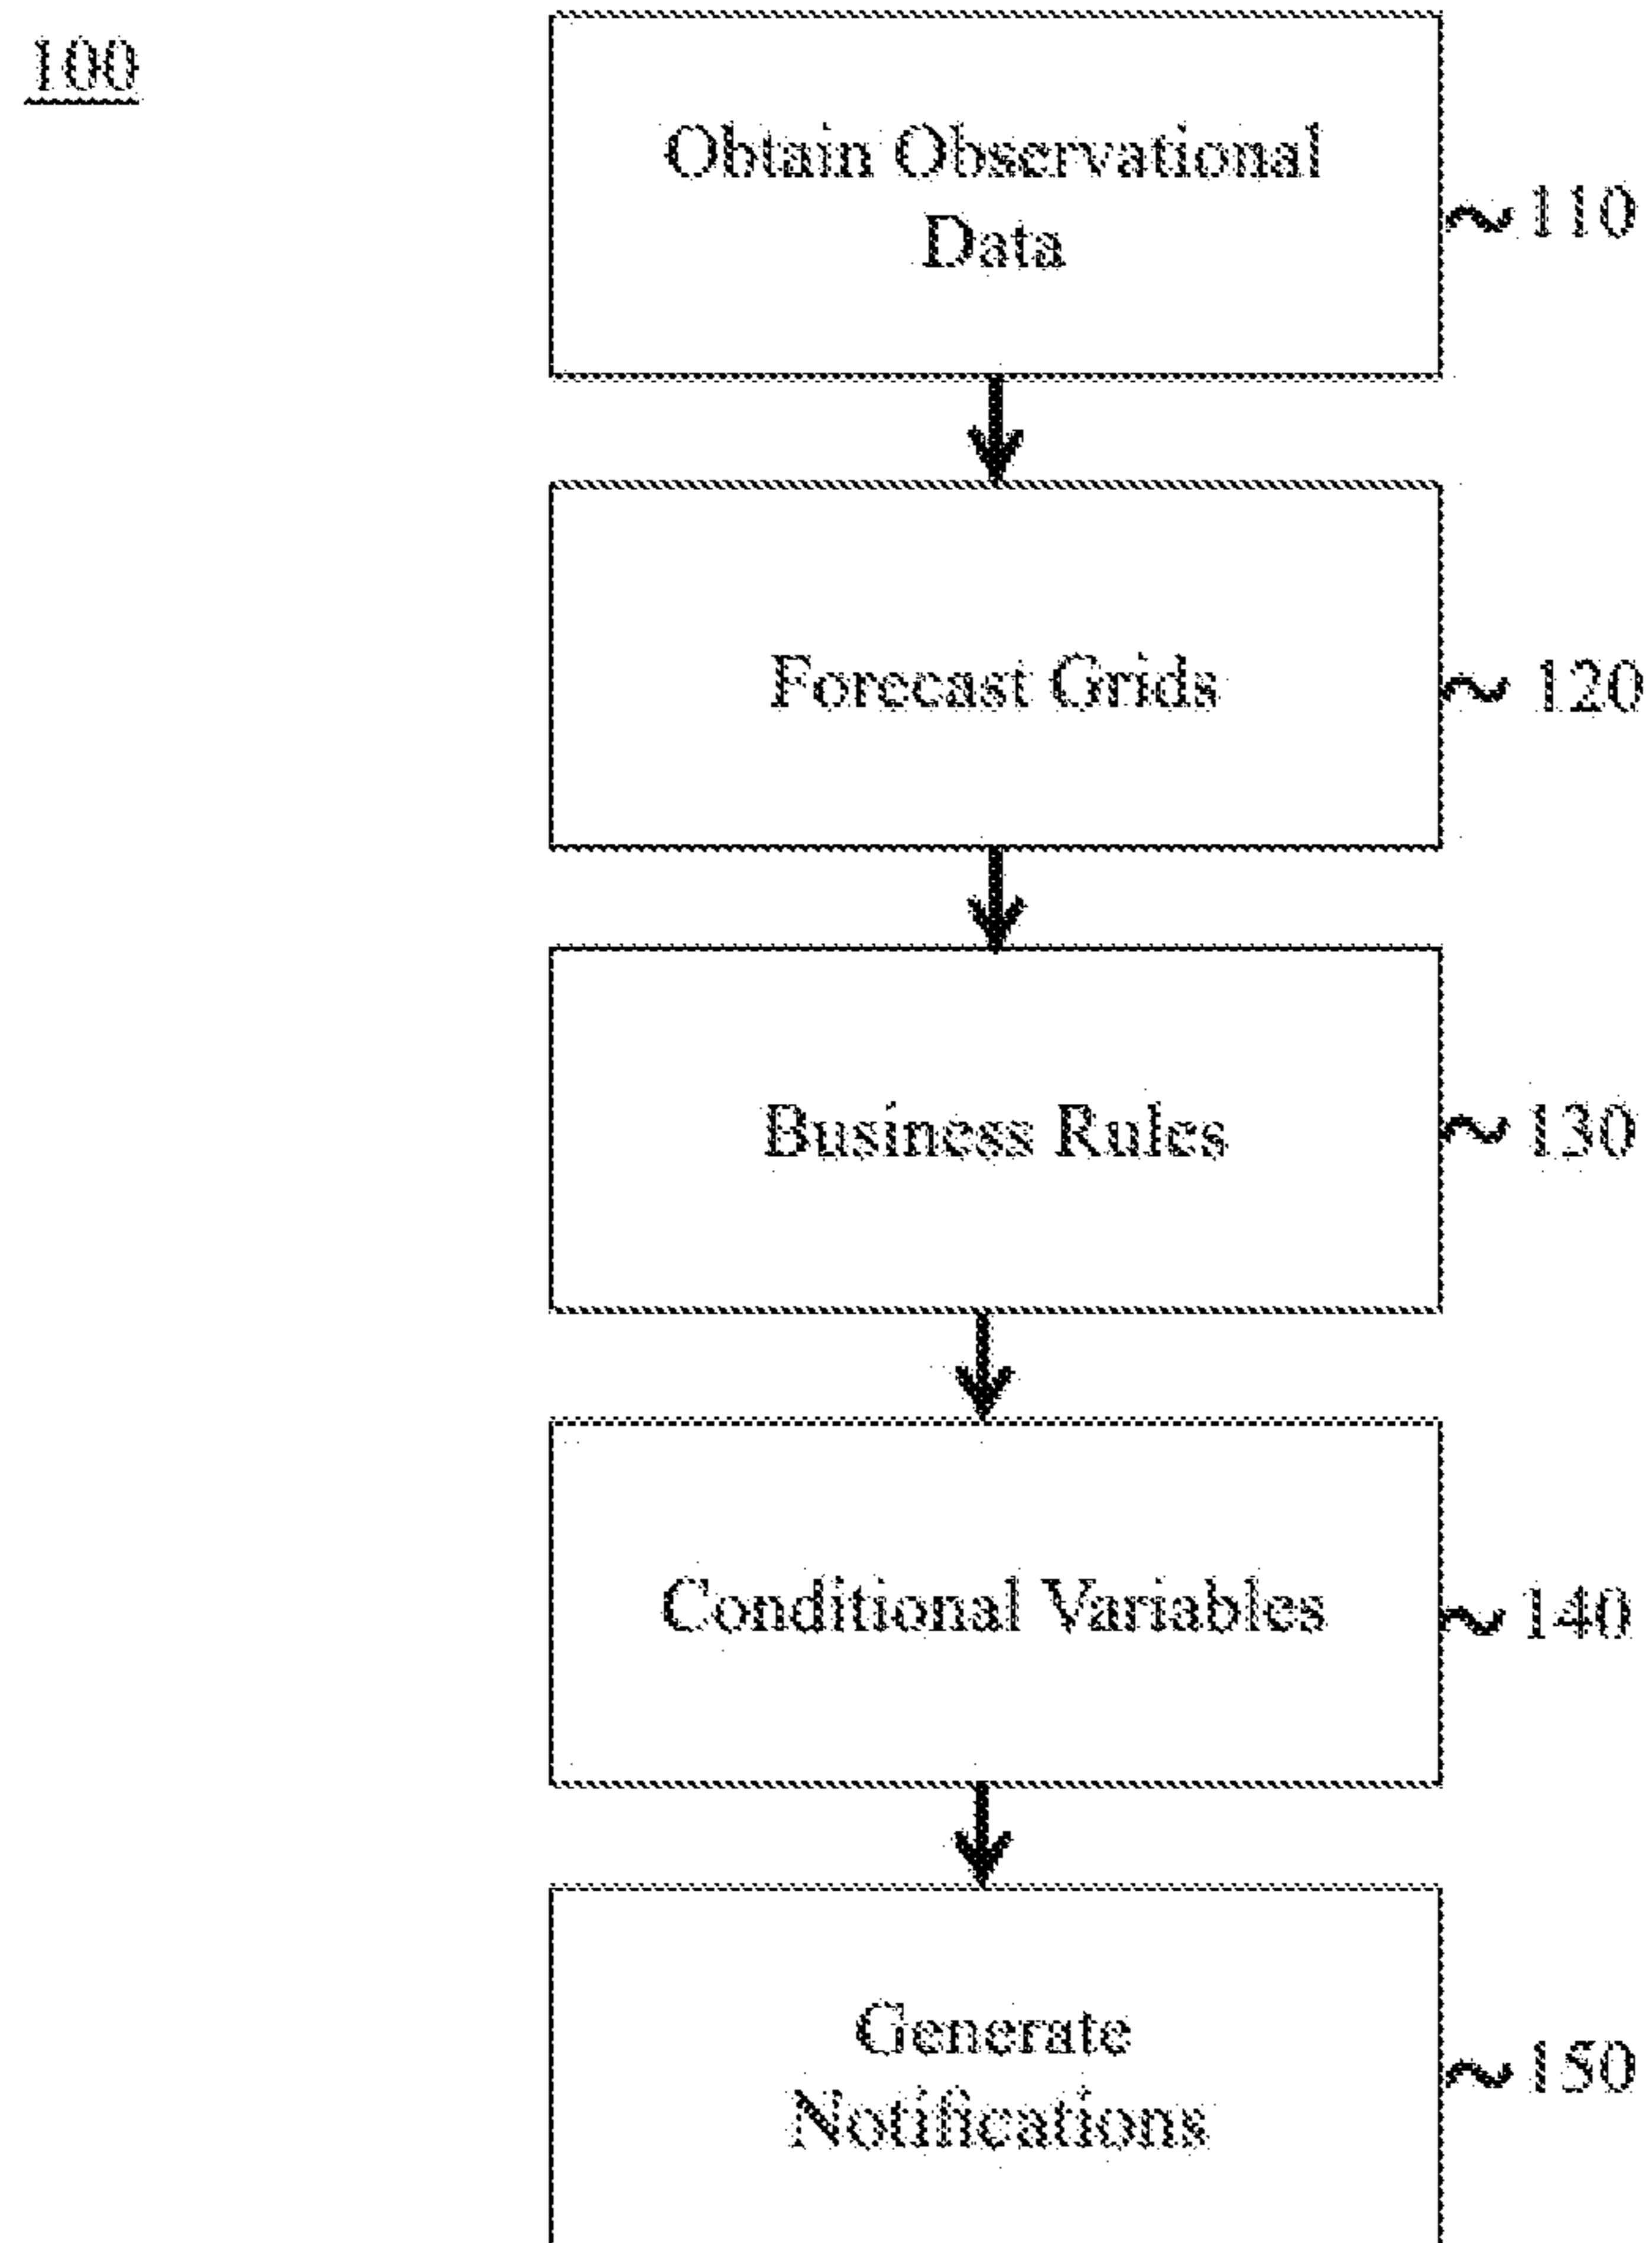 100
Obtain Observational
Data
110
Forecast Grids
120
Business Rules
130
Conditional Variables
140
Generate
Notifications
150